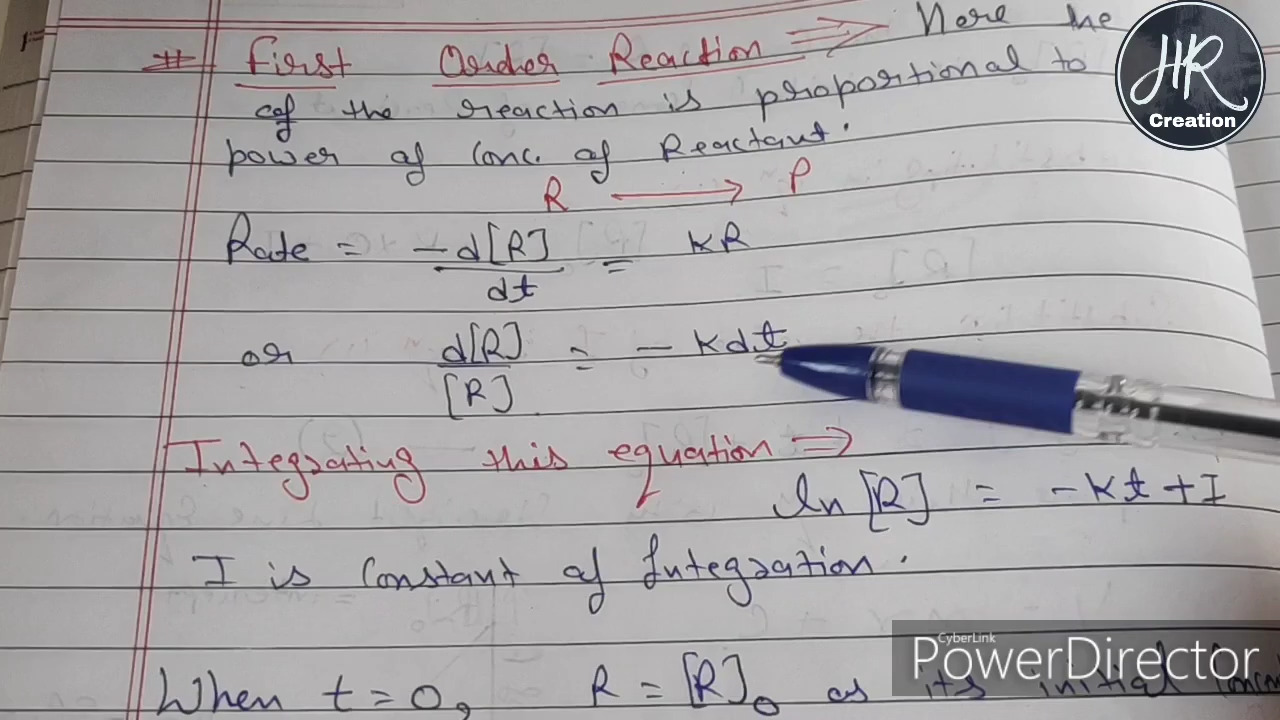 # First Order Reaction ⇒ Here the
of the reaction is proportional to
power of Conc. of Reactant.
R ⟶ P
Rate = -d[R]/dt = KR
or d[R]/[R] = - Kdt
Integrating this equation ⇒
ln [R] = -Kt + I
I is Constant of Integration.
When t = 0, R = [R]₀ as its initial
HR
Creation
CyberLink
PowerDirector